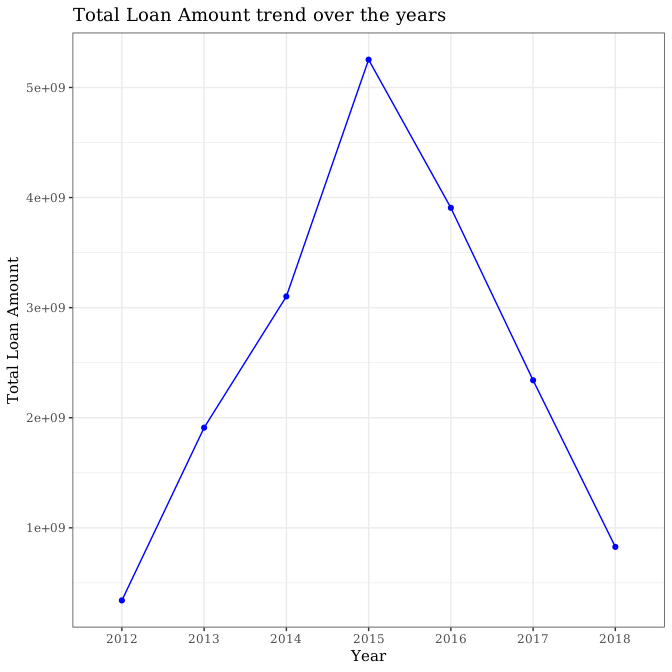 Total Loan Amount trend over the years
Total Loan Amount
5e+09
4e+09
3e+09
2e+09
1e+09
2012 2013 2014 2015 2016 2017 2018
Year